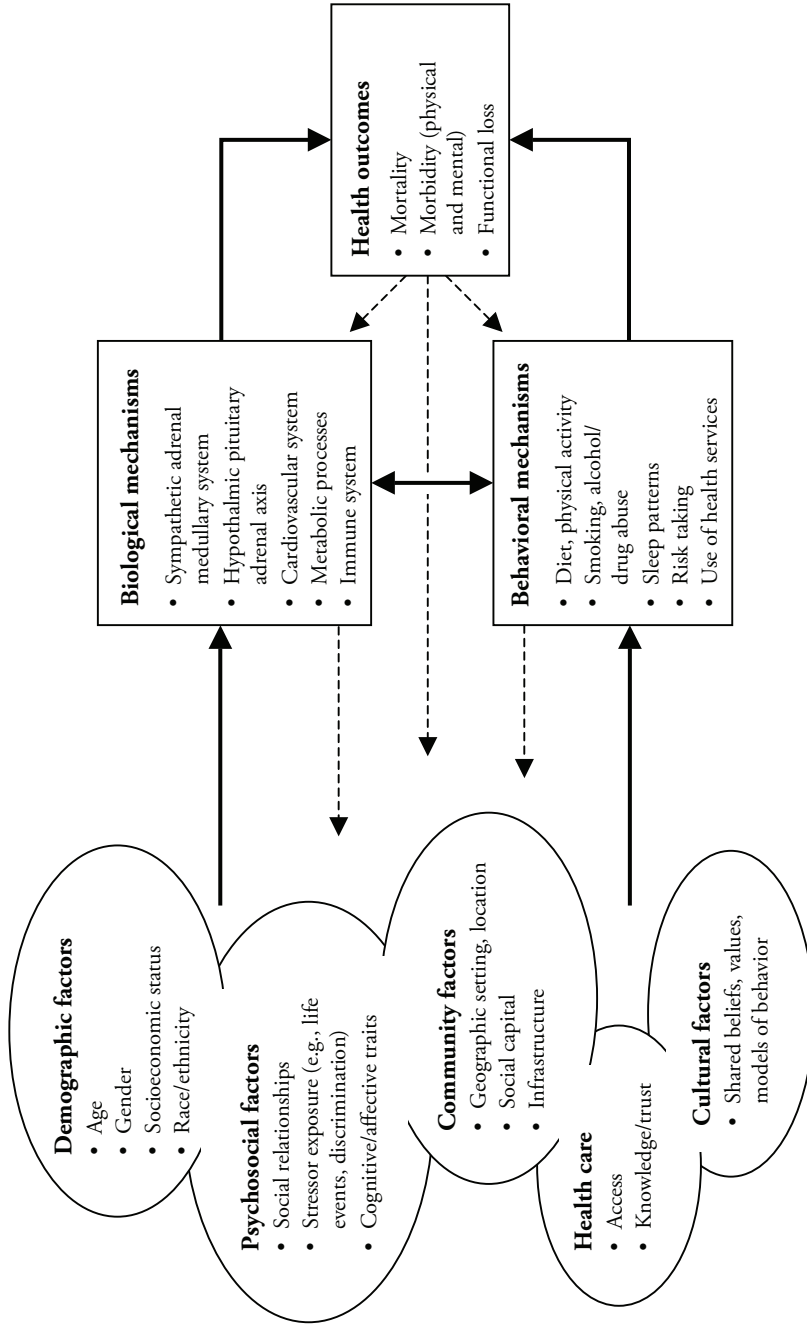 Demographic factors
• Age
• Gender
• Socioeconomic status
• Race/ethnicity
Psychosocial factors
• Social relationships
• Stressor exposure (e.g., life
events, discrimination)
• Cognitive/affective traits
Community factors
• Geographic setting, location
• Social capital
• Infrastructure
Health care
• Access
• Knowledge/trust
Cultural factors
• Shared beliefs, values,
models of behavior
Biological mechanisms
• Sympathetic adrenal
medullary system
• Hypothalmic pituitary
adrenal axis
• Cardiovascular system
• Metabolic processes
• Immune system
Behavioral mechanisms
• Diet, physical activity
• Smoking, alcohol/
drug abuse
• Sleep patterns
• Risk taking
• Use of health services
Health outcomes
• Mortality
• Morbidity (physical
and mental)
• Functional loss